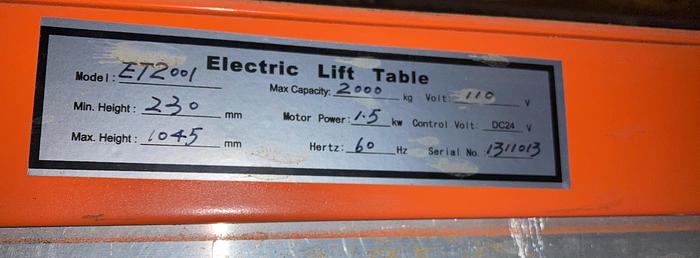 Electric Lift Table
Model: ET2001 Max Capacity: 2000 kg Volt: 110 V
Min. Height: 230 mm Motor Power: 1.5 kw Control Volt: DC24 V
Max. Height: 1045 mm Hertz: 60 Hz Serial No. 1311013